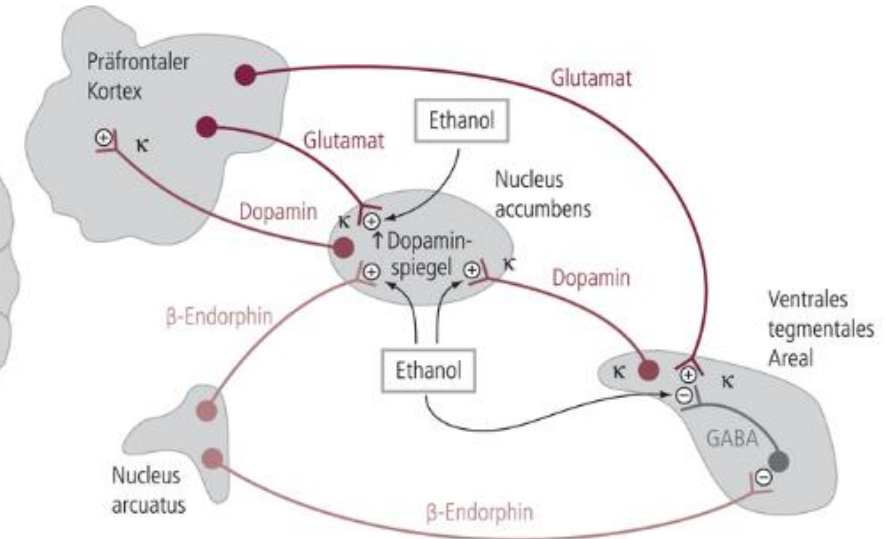 Präfrontaler
Kortex
⊕ κ
Glutamat
Ethanol
Glutamat
Nucleus
accumbens
Dopamin
κ ⊕
↑ Dopamin-
spiegel
⊕
⊕ κ
Dopamin
β-Endorphin
Ethanol
Ventrales
tegmentales
Areal
κ ⊕ κ
⊖
GABA
⊖
Nucleus
arcuatus
β-Endorphin